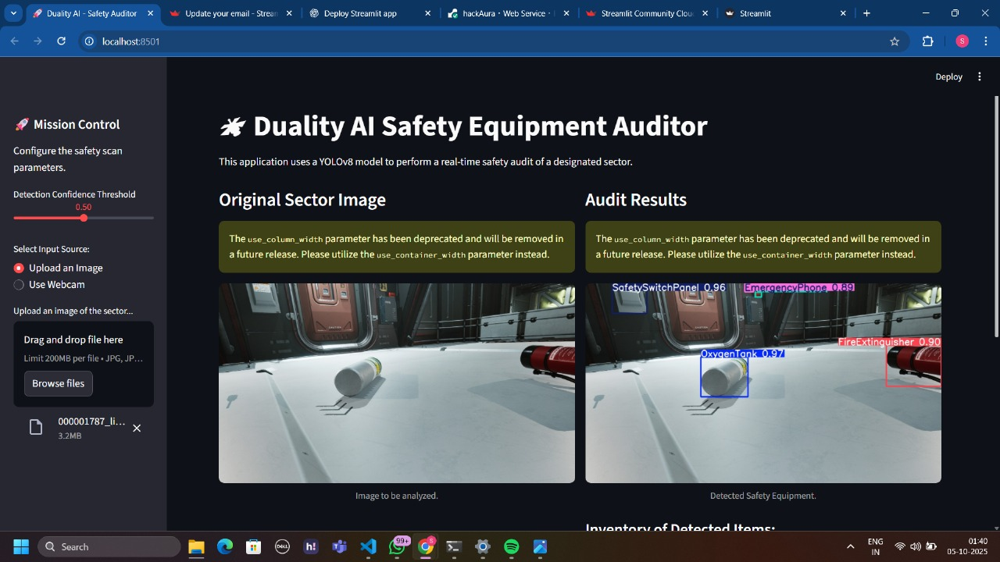 Duality AI - Safety Auditor
Update your email - Stream
Deploy Streamlit app
hackAura · Web Service ·
Streamlit Community Clou
Streamlit
localhost:8501
S
Deploy
🚀 Mission Control
Configure the safety scan
parameters.
Detection Confidence Threshold
0.50
Select Input Source:
Upload an Image
Use Webcam
Upload an image of the sector...
Drag and drop file here
Limit 200MB per file • JPG, JP...
Browse files
000001787_li...
3.2MB
Duality AI Safety Equipment Auditor
This application uses a YOLOv8 model to perform a real-time safety audit of a designated sector.
Original Sector Image
The use_column_width parameter has been deprecated and will be removed in
a future release. Please utilize the use_container_width parameter instead.
Image to be analyzed.
Audit Results
The use_column_width parameter has been deprecated and will be removed in
a future release. Please utilize the use_container_width parameter instead.
SafetySwitchPanel 0.96
EmergencyPhone 0.89
FireExtinguisher 0.90
OxygenTank 0.97
Detected Safety Equipment.
Inventory of Detected Items:
Search
DELL
h!
99+
S
ENG
IN
01:40
05-10-2025